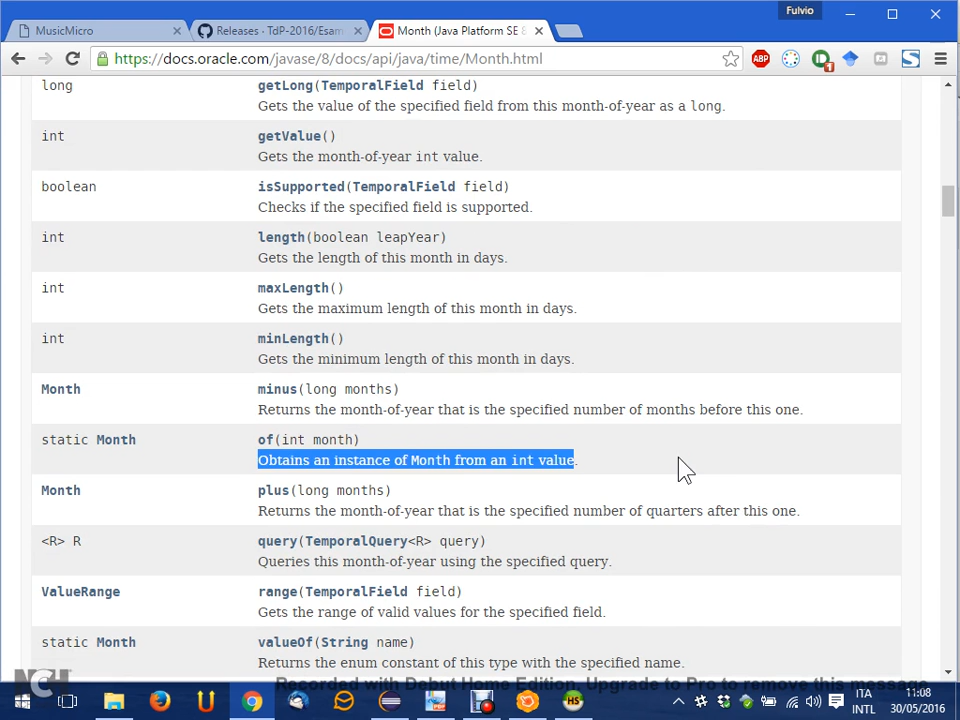 Fulvio
MusicMicro
Releases - TdP-2016/Esam
Month (Java Platform SE 8
https://docs.oracle.com/javase/8/docs/api/java/time/Month.html
ABP
1
S
long getLong(TemporalField field)
Gets the value of the specified field from this month-of-year as a long.
int getValue()
Gets the month-of-year int value.
boolean isSupported(TemporalField field)
Checks if the specified field is supported.
int length(boolean leapYear)
Gets the length of this month in days.
int maxLength()
Gets the maximum length of this month in days.
int minLength()
Gets the minimum length of this month in days.
Month minus(long months)
Returns the month-of-year that is the specified number of months before this one.
static Month of(int month)
Obtains an instance of Month from an int value.
Month plus(long months)
Returns the month-of-year that is the specified number of quarters after this one.
<R> R query(TemporalQuery<R> query)
Queries this month-of-year using the specified query.
ValueRange range(TemporalField field)
Gets the range of valid values for the specified field.
static Month valueOf(String name)
Returns the enum constant of this type with the specified name.
NCH
Recorded with Debut Home Edition. Upgrade to Pro to remove this message
HS
ITA
INTL
11:08
30/05/2016